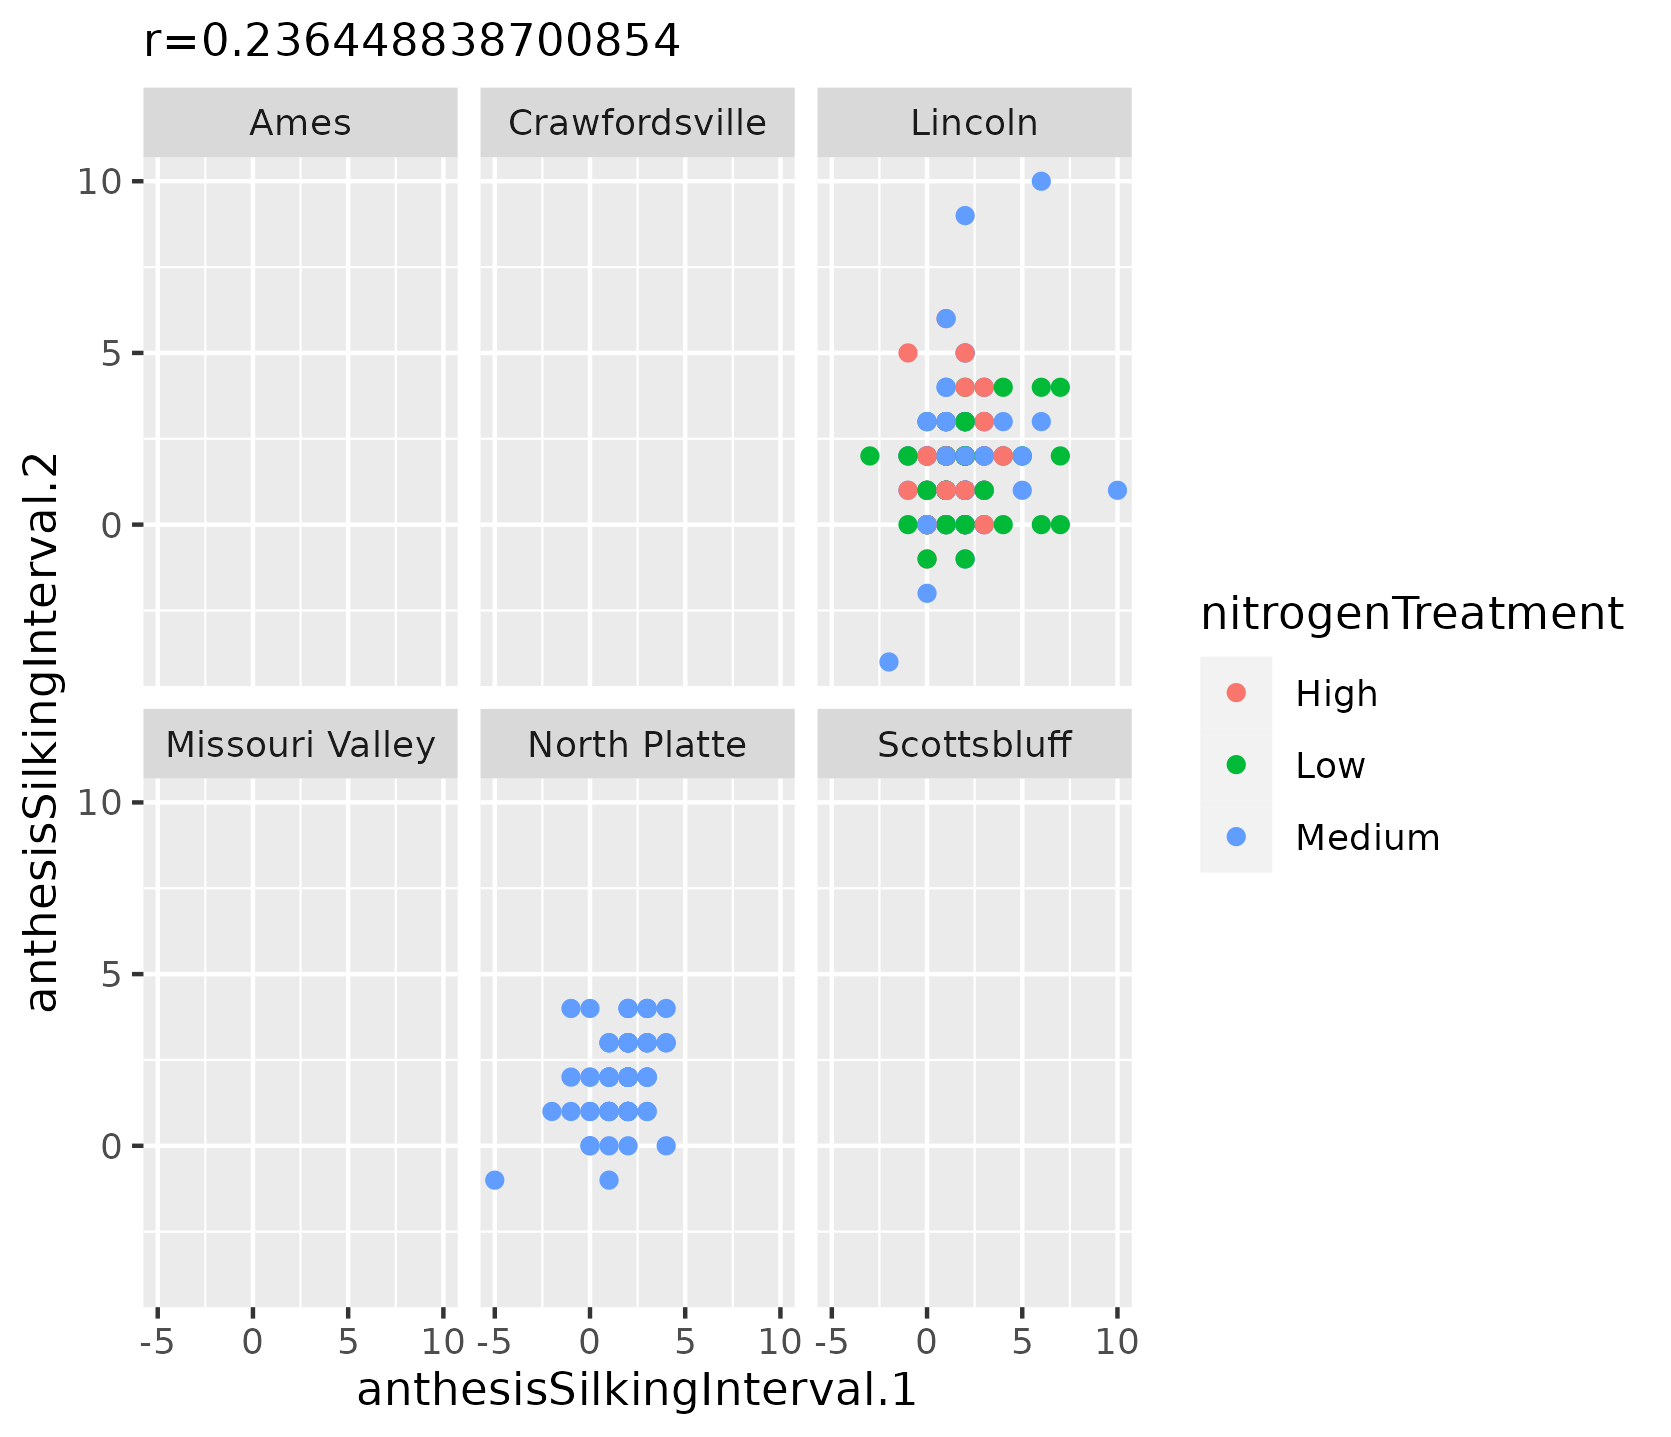 r=0.236448838700854
Ames
Crawfordsville
Lincoln
10
5
0
Missouri Valley
North Platte
Scottsbluff
10
5
0
-5 0 5 10 -5 0 5 10 -5 0 5 10
anthesisSilkingInterval.1
anthesisSilkingInterval.2
nitrogenTreatment
High
Low
Medium